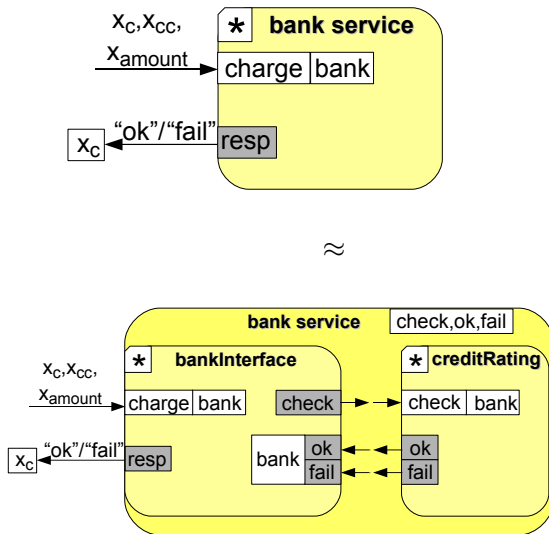 x_c,x_cc,
* bank service
x_amount
charge bank
"ok"/"fail"
x_c
resp
≈
bank service check,ok,fail
x_c,x_cc,
* bankInterface * creditRating
x_amount
charge bank check check bank
"ok"/"fail"
x_c
resp
bank ok ok
fail fail